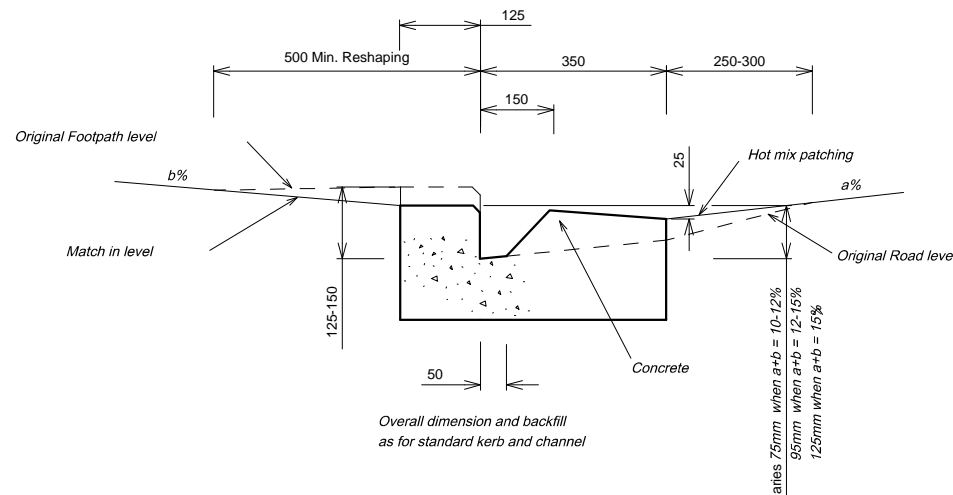 125
500 Min. Reshaping
350
250-300
150
Original Footpath level
25
Hot mix patching
b%
a%
Match in level
Original Road leve
125-150
aries 75mm when a+b = 10-12%
95mm when a+b = 12-15%
125mm when a+b = 15%
Concrete
50
Overall dimension and backfill
as for standard kerb and channel